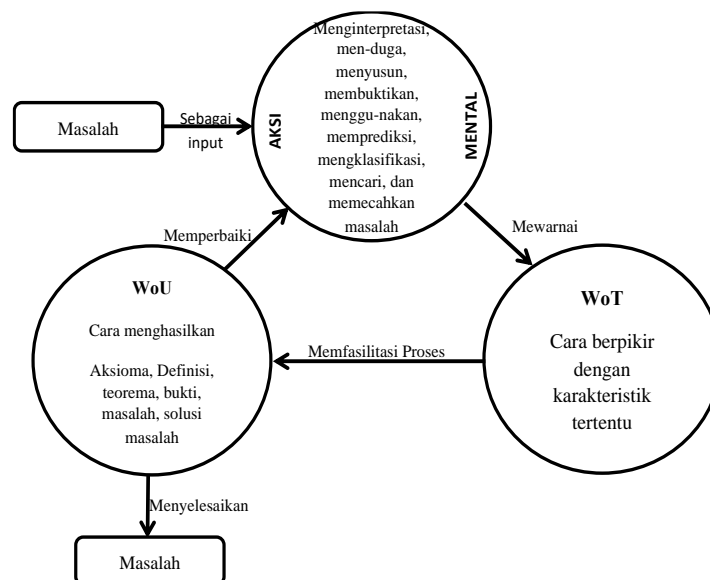 Masalah
Sebagai
input
AKSI
Menginterpretasi,
men-duga,
menyusun,
membuktikan,
menggu-nakan,
memprediksi,
mengklasifikasi,
mencari, dan
memecahkan
masalah
MENTAL
Memperbaiki
Mewarnai
WoU
Cara menghasilkan
Aksioma, Definisi,
teorema, bukti,
masalah, solusi
masalah
Memfasilitasi Proses
WoT
Cara berpikir
dengan
karakteristik
tertentu
Menyelesaikan
Masalah